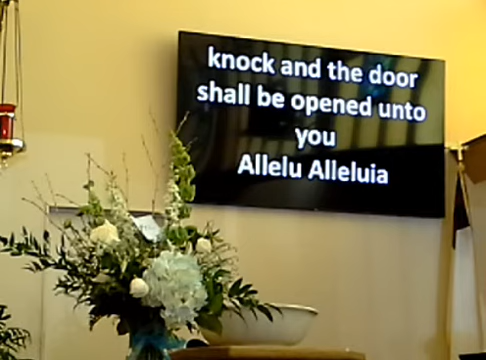 knock and the door
shall be opened unto
you
Allelu Alleluia